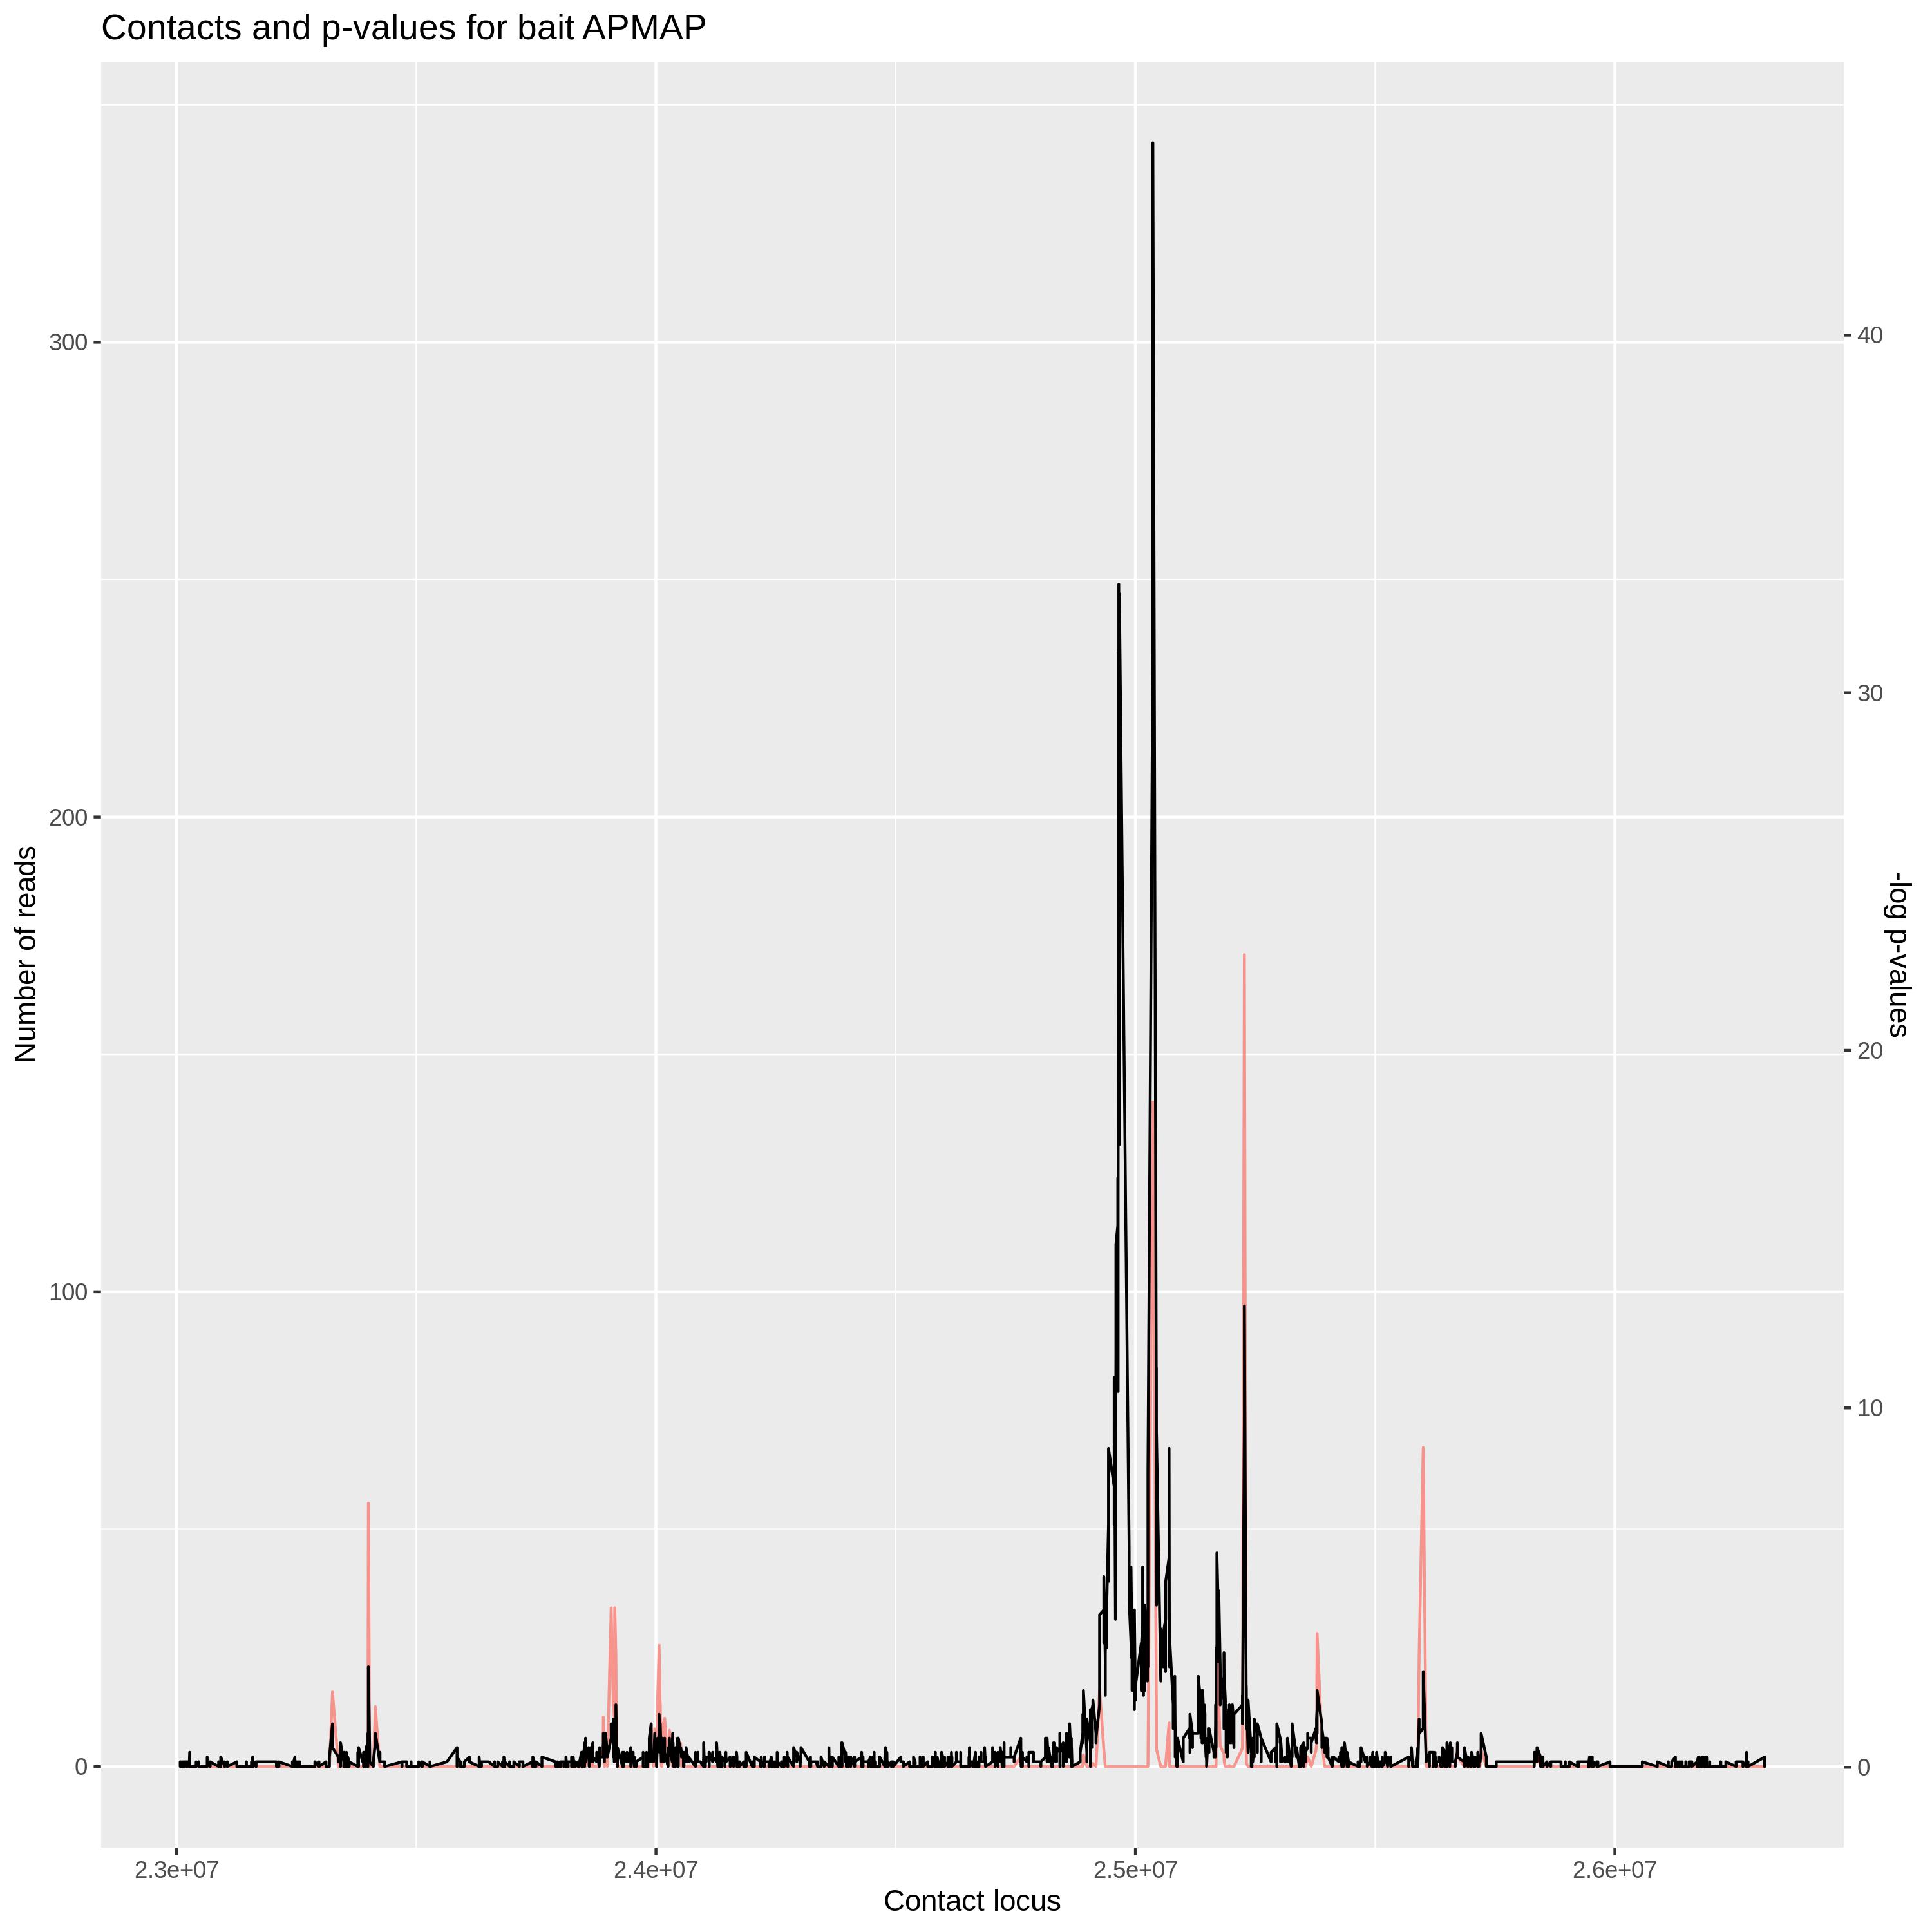 Contacts and p-values for bait APMAP
300
200
100
0
Number of reads
40
30
20
10
0
-log p-values
2.3e+07
2.4e+07
2.5e+07
2.6e+07
Contact locus